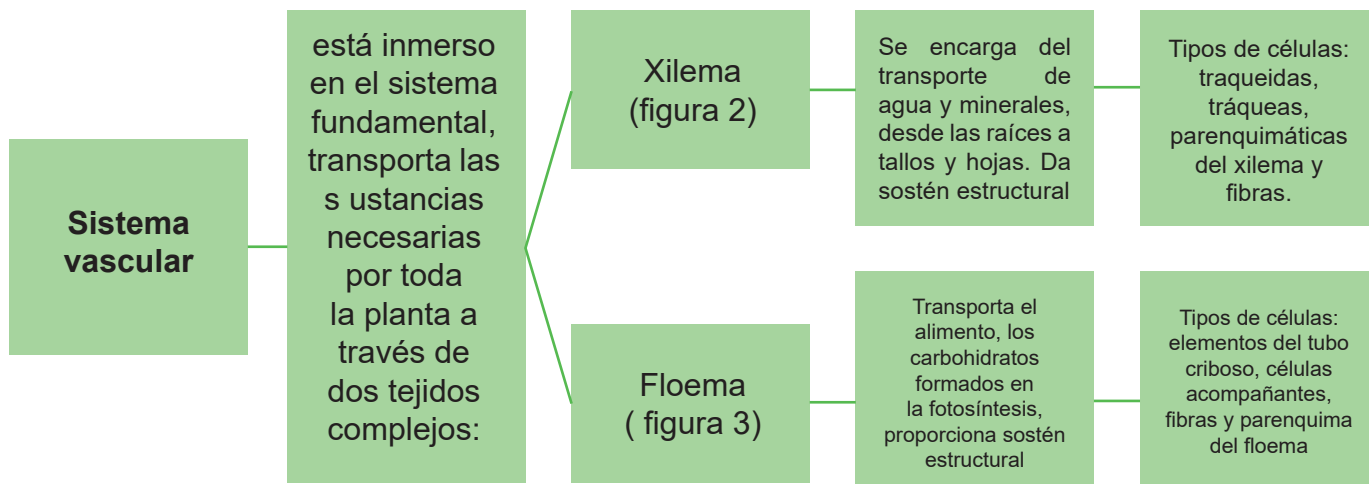 Sistema
vascular
está inmerso
en el sistema
fundamental,
transporta las
s ustancias
necesarias
por toda
la planta a
través de
dos tejidos
complejos:
Xilema
(figura 2)
Se encarga del
transporte de
agua y minerales,
desde las raíces a
tallos y hojas. Da
sostén estructural
Tipos de células:
traqueidas,
tráqueas,
parenquimáticas
del xilema y
fibras.
Floema
( figura 3)
Transporta el
alimento, los
carbohidratos
formados en
la fotosíntesis,
proporciona sostén
estructural
Tipos de células:
elementos del tubo
criboso, células
acompañantes,
fibras y parenquima
del floema